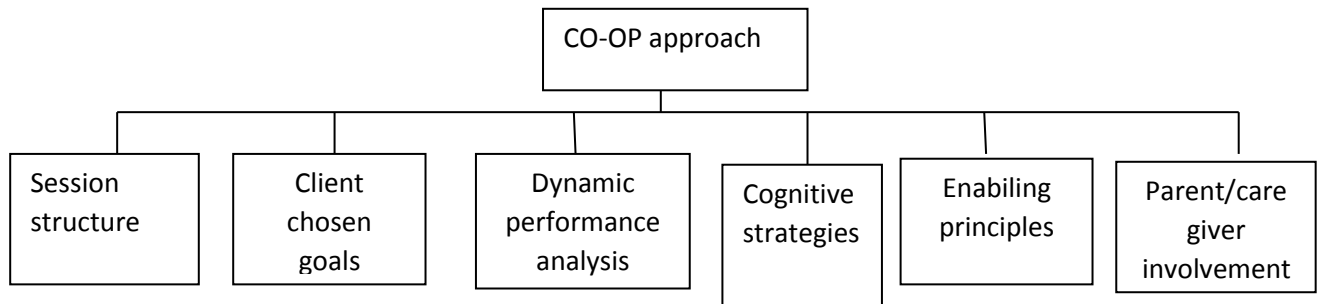 CO-OP approach
Session
structure
Client
chosen
goals
Dynamic
performance
analysis
Cognitive
strategies
Enabiling
principles
Parent/care
giver
involvement